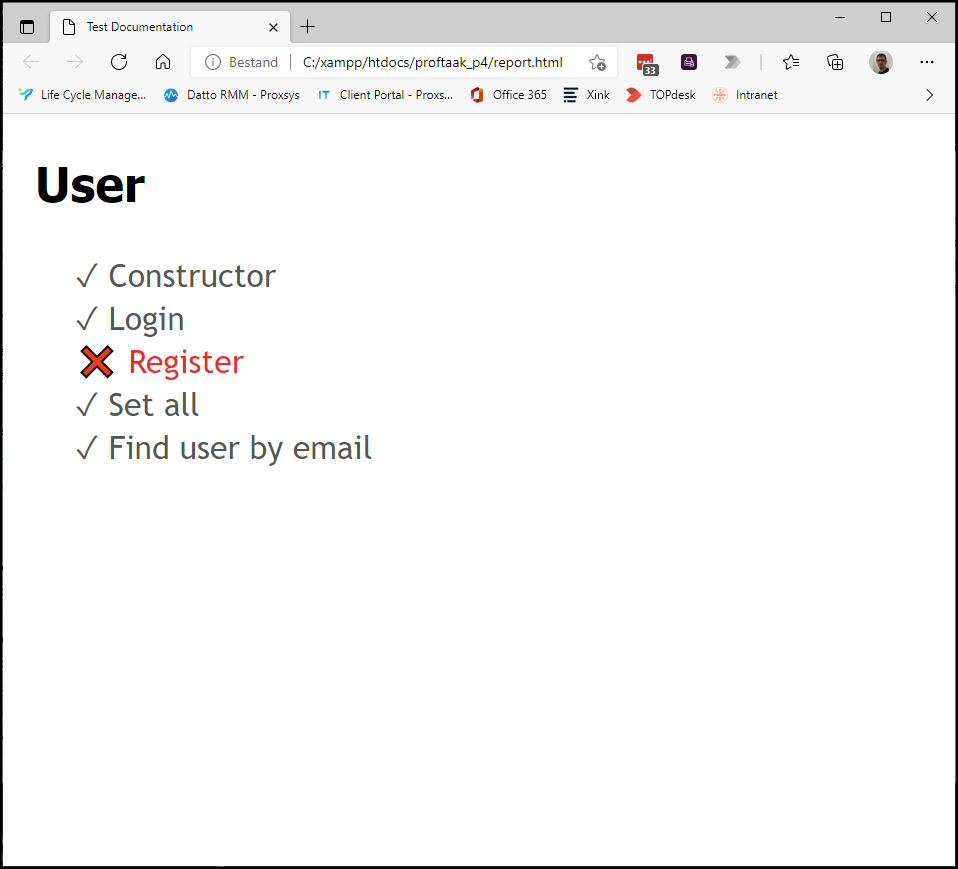 Test Documentation
Bestand C:/xampp/htdocs/proftaak_p4/report.html 33
Life Cycle Manage... Datto RMM - Proxsys IT Client Portal - Proxs... Office 365 Xink TOPdesk Intranet
User
✓ Constructor
✓ Login
❌ Register
✓ Set all
✓ Find user by email